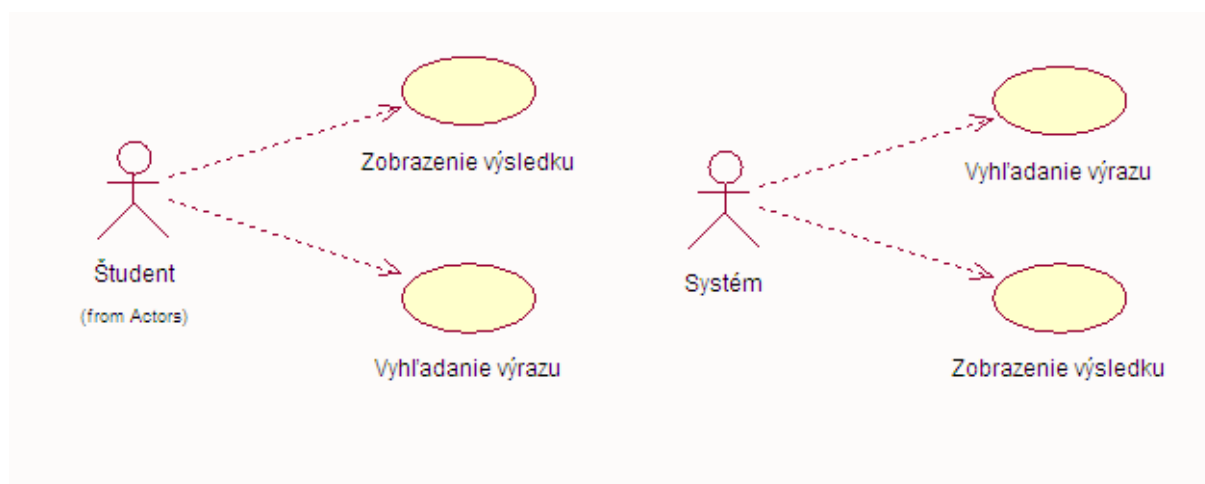 Zobrazenie výsledku
Študent
(from Actors)
Vyhľadanie výrazu
Vyhľadanie výrazu
Systém
Zobrazenie výsledku